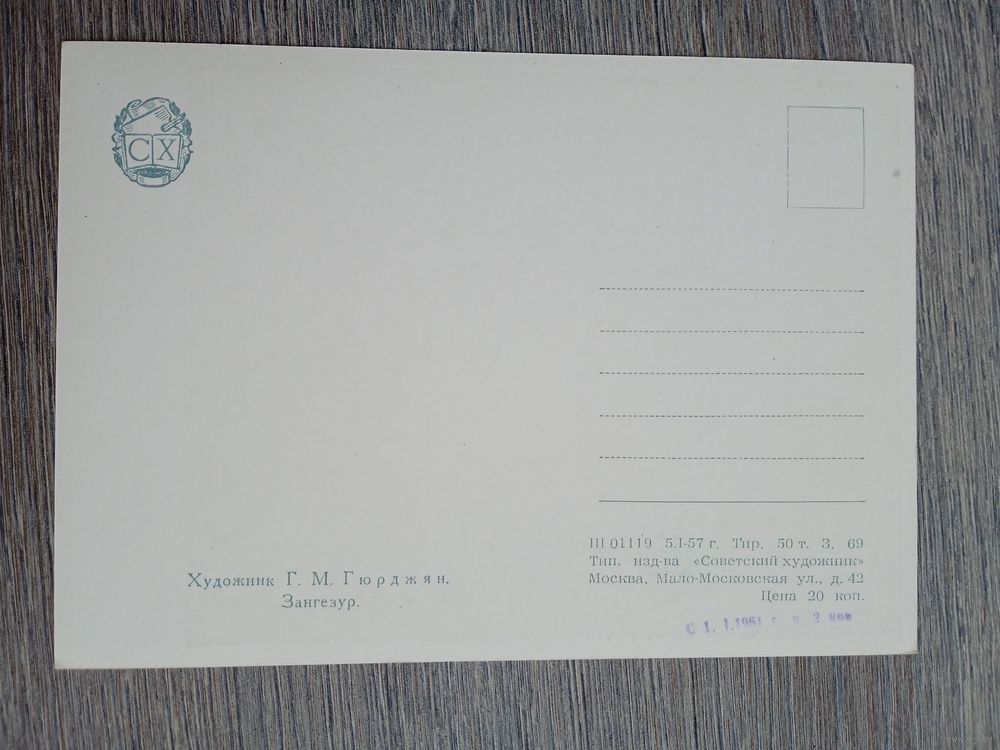 СХ
Художник Г. М. Гюрджян.
Зангезур.
Ш 01119 5.I-57 г. Тир. 50 т. З. 69
Тип. изд-ва «Советский художник»
Москва, Мало-Московская ул., д. 42
Цена 20 коп.
С 1. 1.1961 г. ц. 2 коп